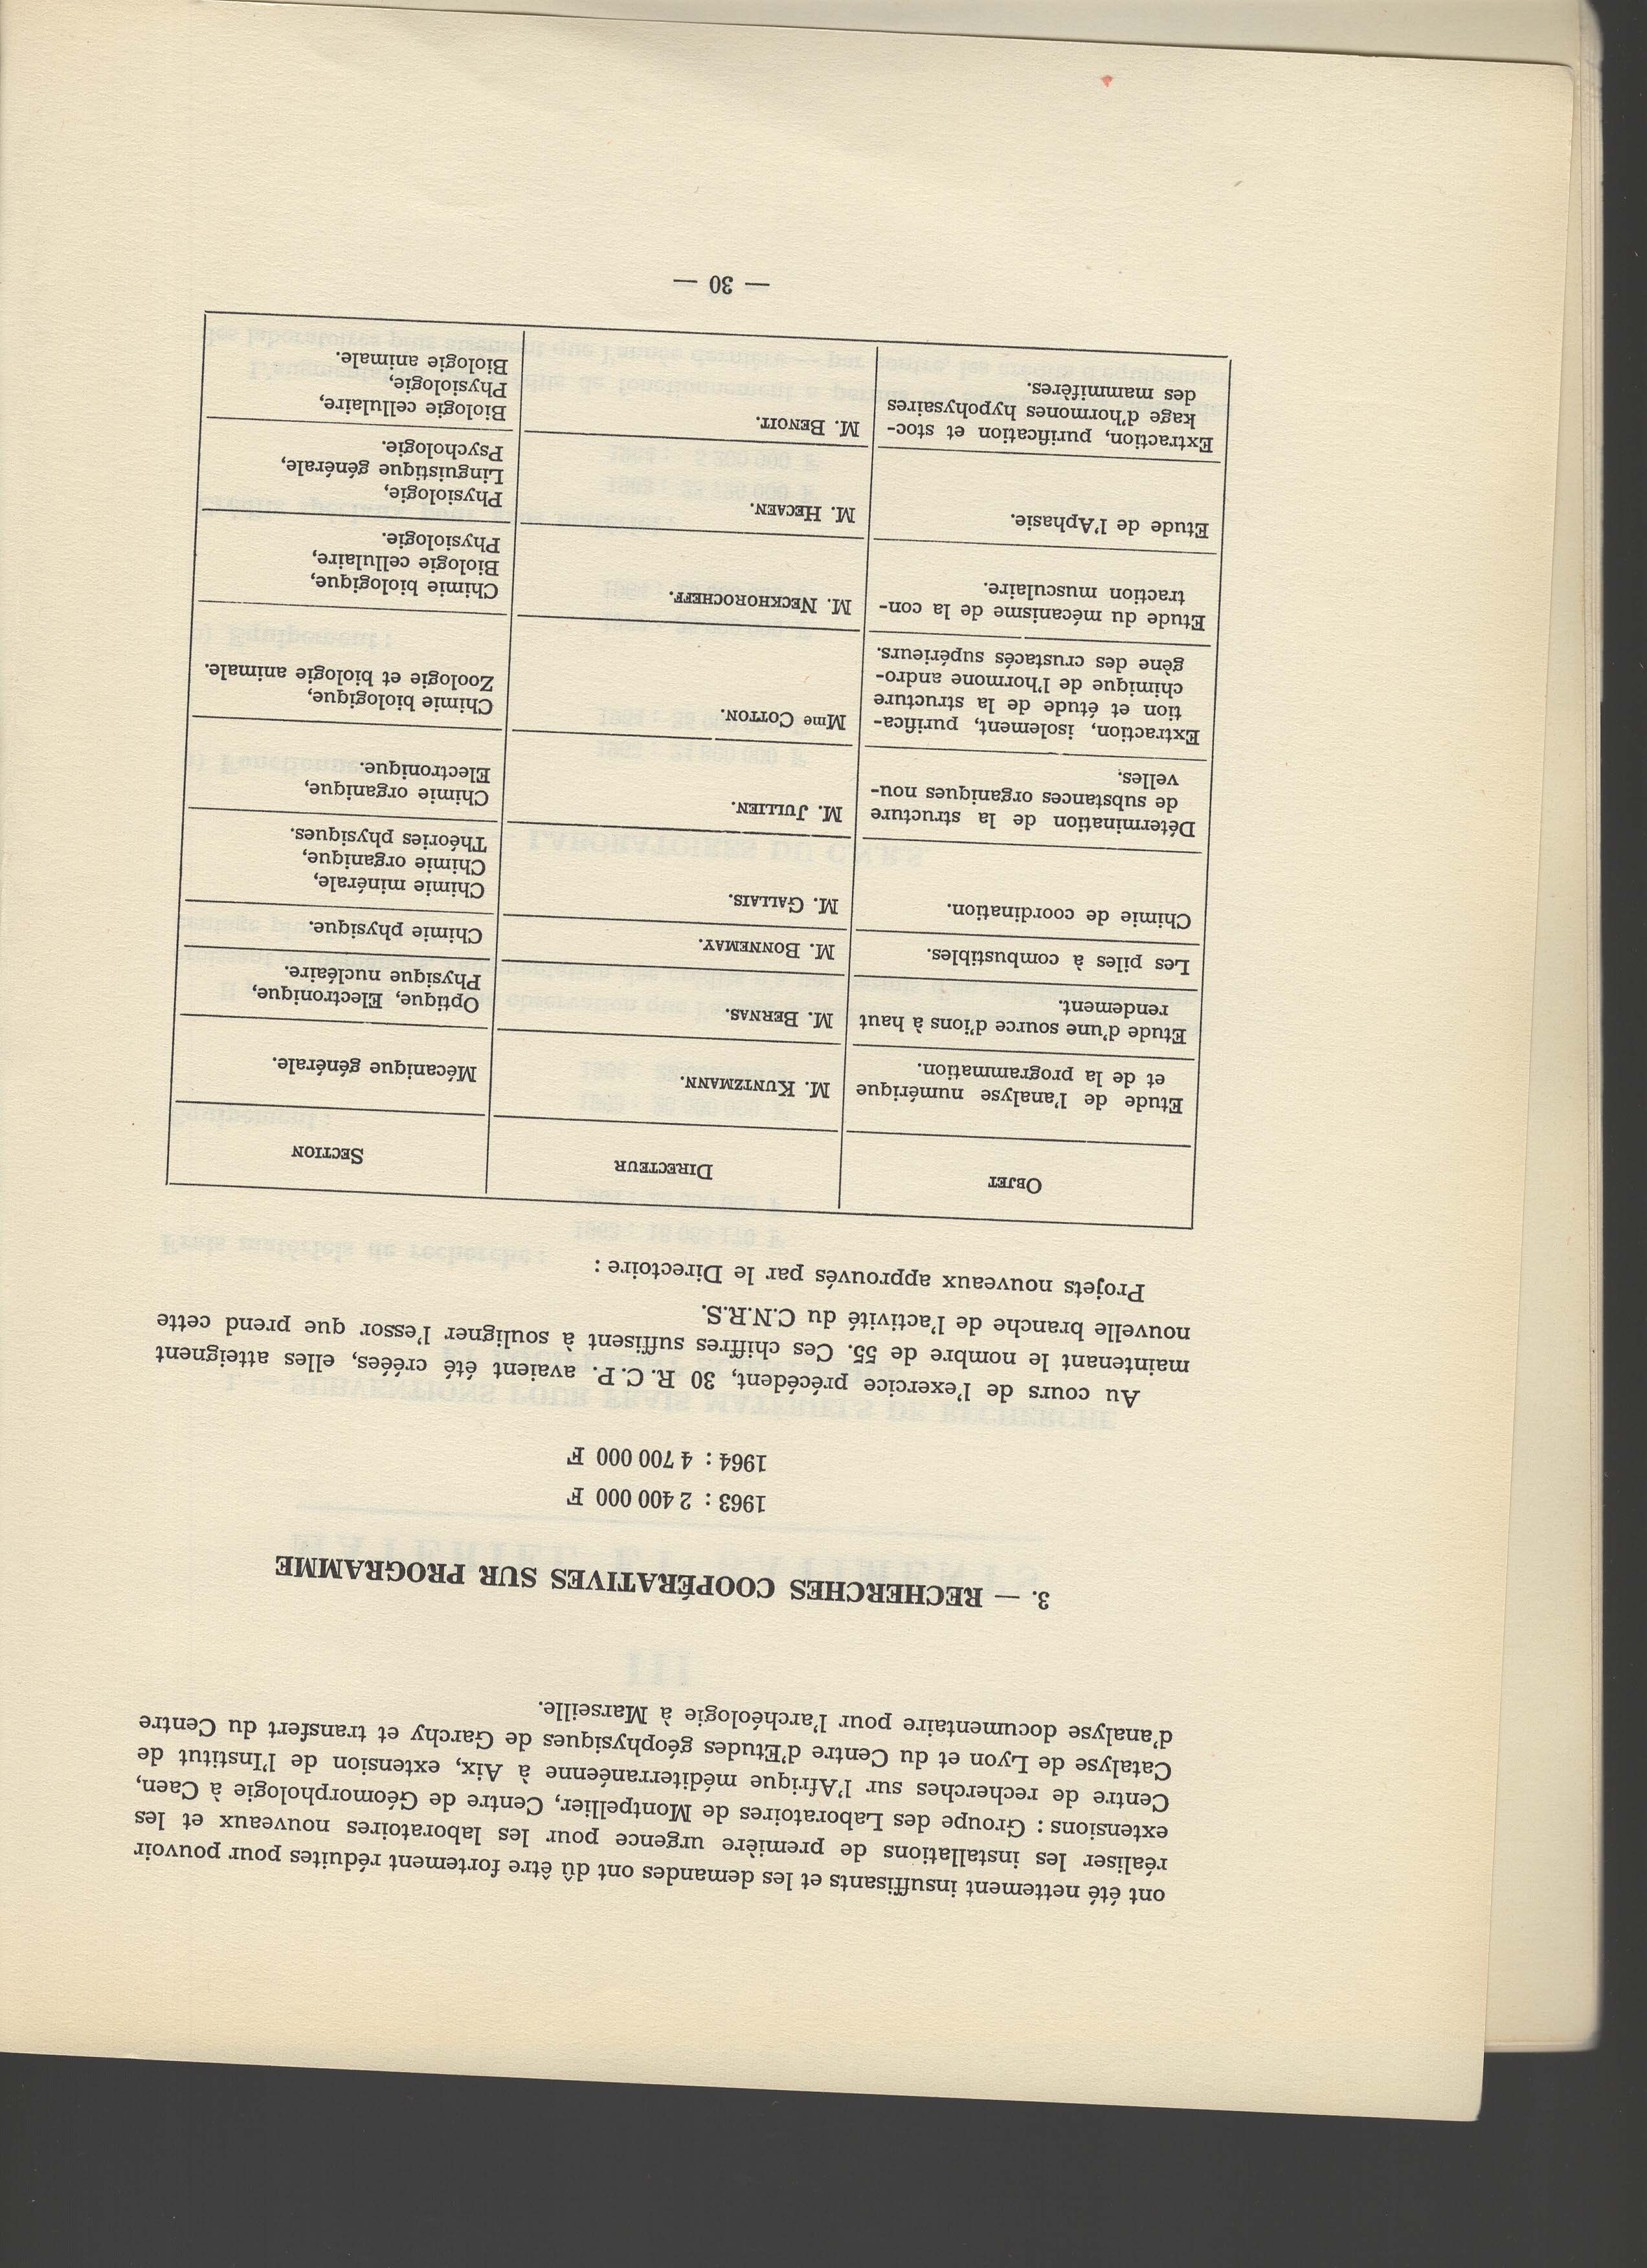 ont été nettement insuffisants et les demandes ont dû être fortement réduites pour pouvoir
réaliser les installations de première urgence pour les laboratoires nouveaux et les
extensions : Groupe des Laboratoires de Montpellier, Centre de Géomorphologie à Caen,
Centre de recherches sur l'Afrique méditerranéenne à Aix, extension de l'Institut de
Catalyse de Lyon et du Centre d'Etudes géophysiques de Garchy et transfert du Centre
d'analyse documentaire pour l'archéologie à Marseille.
3. — RECHERCHES COOPÉRATIVES SUR PROGRAMME
1963 : 2 400 000 F
1964 : 4 700 000 F
Au cours de l'exercice précédent, 30 R.C.P. avaient été créées, elles atteignent
maintenant le nombre de 55. Ces chiffres suffisent à souligner l'essor que prend cette
nouvelle branche de l'activité du C.N.R.S.
Projets nouveaux approuvés par le Directoire :
OBJET DIRECTEUR SECTION
Etude de l'analyse numérique
et de la programmation.
M. KUNTZMANN.
Mécanique générale.
Etude d'une source d'ions à haut
rendement.
M. BERNAS.
Optique, Electronique,
Physique nucléaire.
Les piles à combustibles.
M. BONNEMAY.
Chimie physique.
Chimie de coordination.
M. GALLAIS.
Chimie minérale,
Chimie organique,
Théories physiques.
Détermination de la structure
de substances organiques nou-
velles.
M. JULLIEN.
Chimie organique,
Electronique.
Extraction, isolement, purifica-
tion et étude de la structure
chimique de l'hormone andro-
gène des crustacés supérieurs.
Mme COTTON.
Chimie biologique,
Zoologie et biologie animale.
Etude du mécanisme de la con-
traction musculaire.
M. NECKHOROCHEFF.
Chimie biologique,
Biologie cellulaire,
Physiologie.
Etude de l'Aphasie.
M. HECAEN.
Physiologie,
Linguistique générale,
Psychologie.
Extraction, purification et stoc-
kage d'hormones hypophysaires
des mammifères.
M. BENOIT.
Biologie cellulaire,
Physiologie,
Biologie animale.
— 30 —